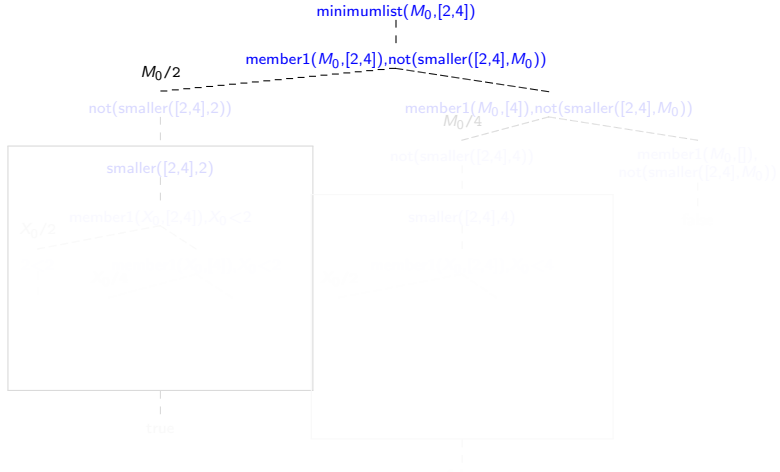 minimumlist(M₀,[2,4])
member1(M₀,[2,4]),not(smaller([2,4],M₀))
M₀/2
not(smaller([2,4],2))
member1(M₀,[4]),not(smaller([2,4],M₀))
M₀/4
not(smaller([2,4],4))
member1(M₀,[]),
not(smaller([2,4],M₀))
smaller([2,4],2)
member1(X₀,[2,4]),X₀<2
smaller([2,4],4)
X₀/2
true